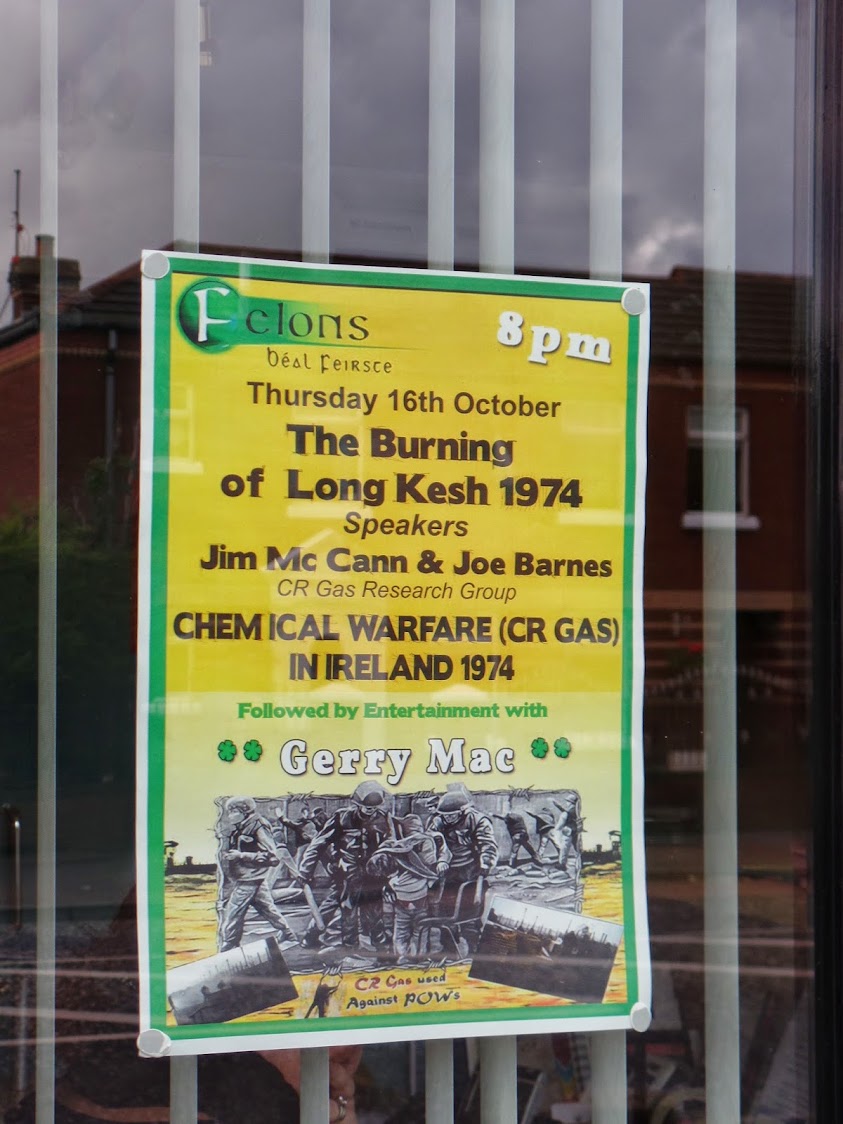 Felons
Béal Feirsce
8pm
Thursday 16th October
The Burning
of Long Kesh 1974
Speakers
Jim Mc Cann & Joe Barnes
CR Gas Research Group
CHEMICAL WARFARE (CR GAS)
IN IRELAND 1974
Followed by Entertainment with
Gerry Mac
CR Gas used
Against POWs